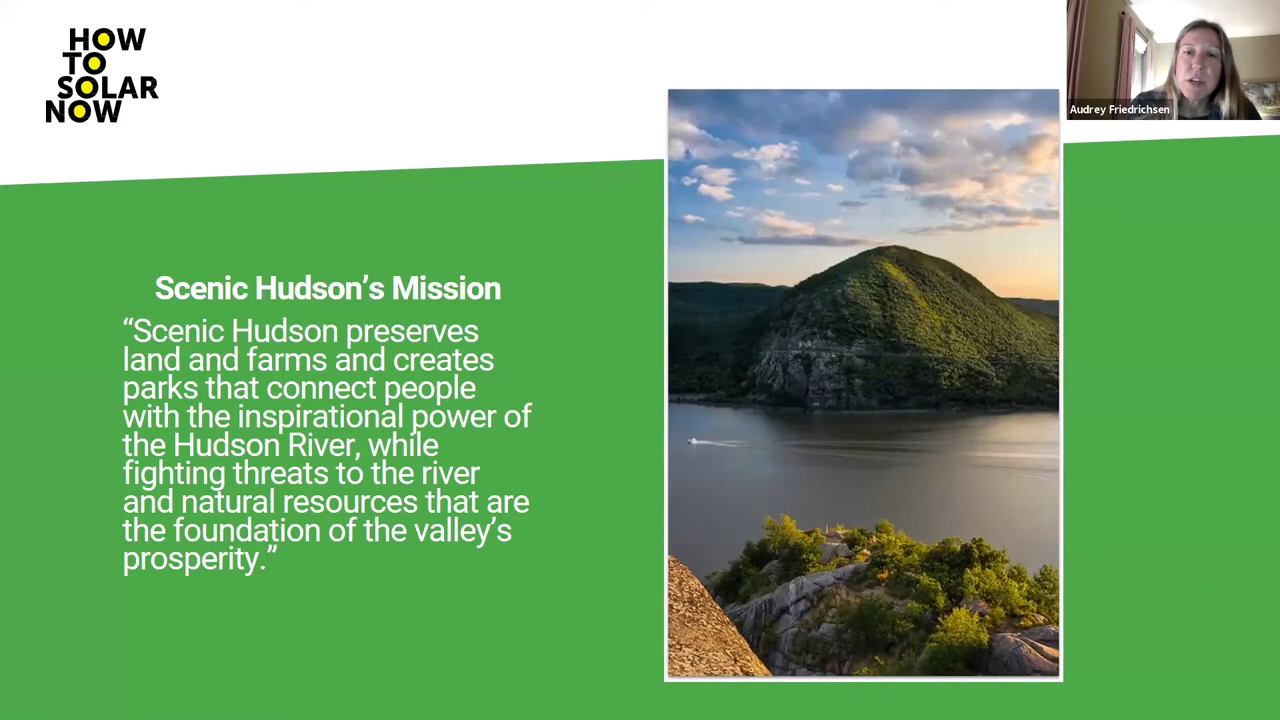 HOW
TO
SOLAR
NOW
Audrey Friedrichsen
Scenic Hudson’s Mission
“Scenic Hudson preserves
land and farms and creates
parks that connect people
with the inspirational power of
the Hudson River, while
fighting threats to the river
and natural resources that are
the foundation of the valley’s
prosperity.”